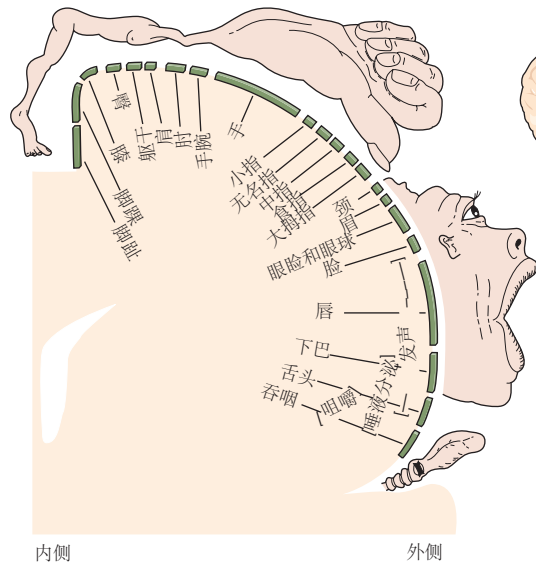 脚趾
脚踝
膝
躯干
肩
肘
手腕
手
小指
无名指
中指
食指
大拇指
颈
眉
眼睑和眼球
脸
唇
发声
下巴
舌头
唾液分泌
咀嚼
吞咽
内侧
外侧